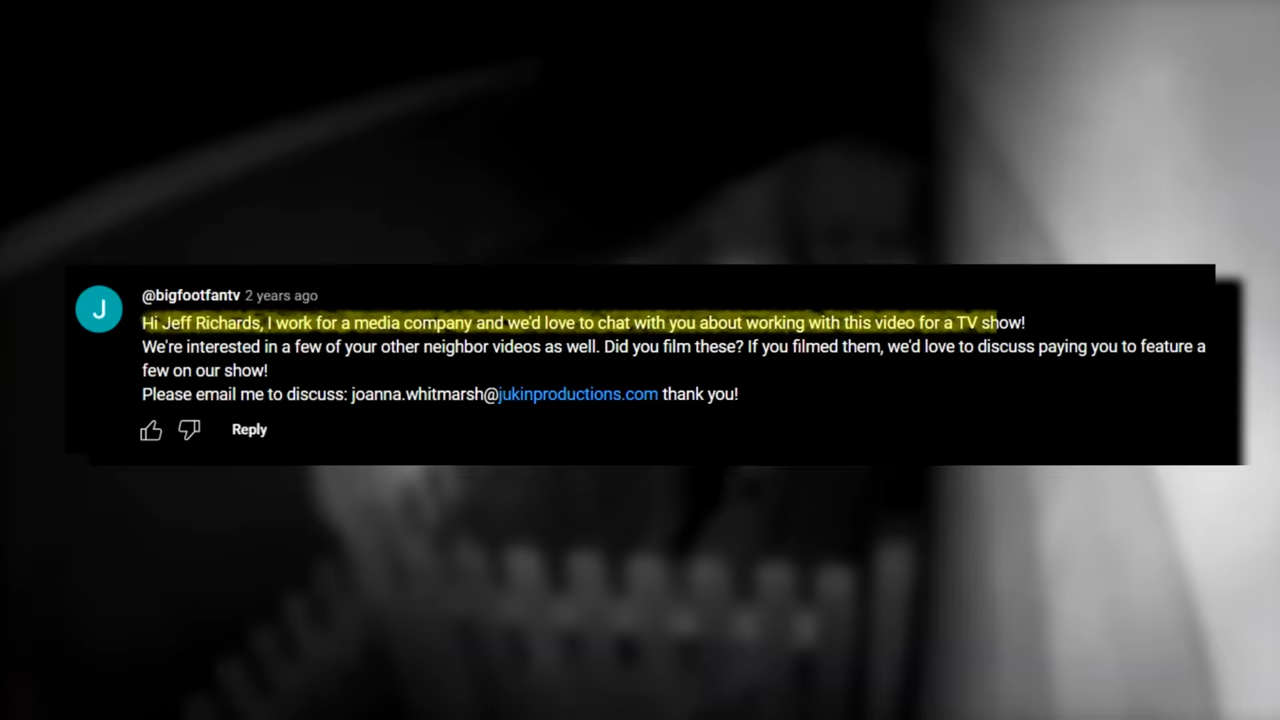 J
@bigfootfantv 2 years ago
Hi Jeff Richards, I work for a media company and we'd love to chat with you about working with this video for a TV show!
We're interested in a few of your other neighbor videos as well. Did you film these? If you filmed them, we'd love to discuss paying you to feature a
few on our show!
Please email me to discuss: joanna.whitmarsh@jukinproductions.com thank you!
Reply